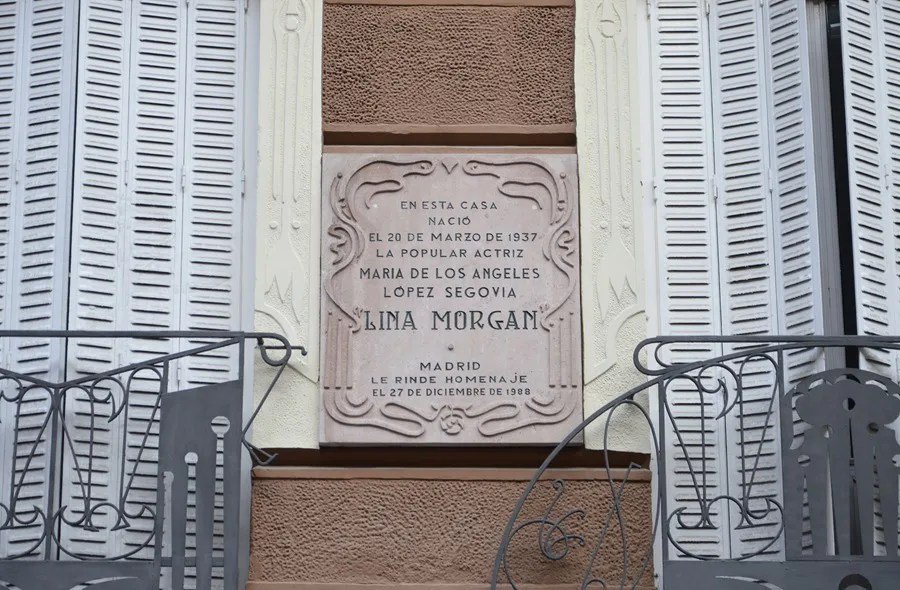 EN ESTA CASA
NACIÓ
EL 20 DE MARZO DE 1937
LA POPULAR ACTRIZ
MARIA DE LOS ANGELES
LÓPEZ SEGOVIA
LINA MORGAN
MADRID
LE RINDE HOMENAJE
EL 27 DE DICIEMBRE DE 1988